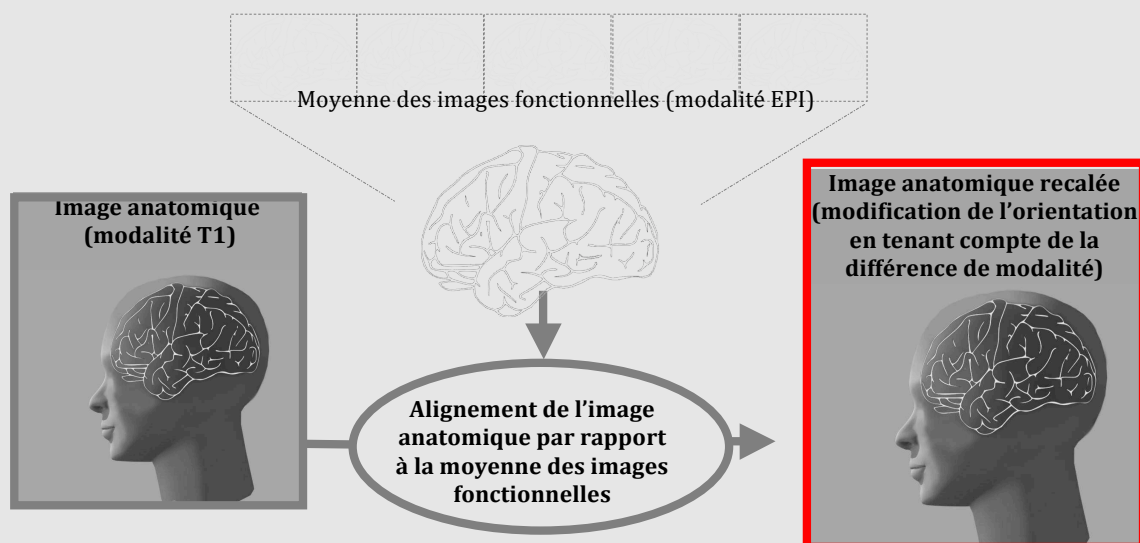 Moyenne des images fonctionnelles (modalité EPI)
Image anatomique
(modalité T1)
Image anatomique recalée
(modification de l’orientation
en tenant compte de la
différence de modalité)
Alignement de l’image
anatomique par rapport
à la moyenne des images
fonctionnelles